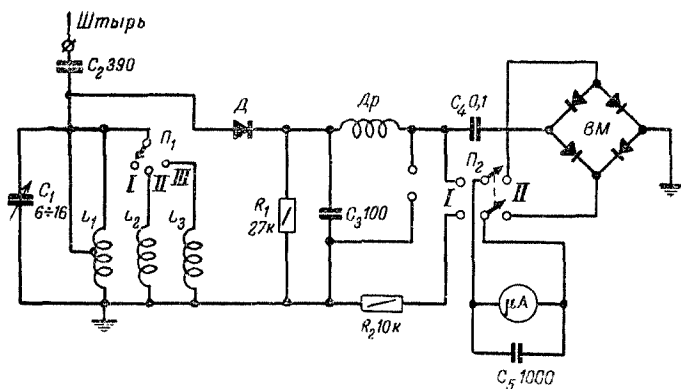 Штырь
C₂ 390
Д
Др
C₄ 0,1
ВМ
П₁
I
II
III
C₁
6÷16
L₁
L₂
L₃
R₁
27к
C₃ 100
П₂
I
II
R₂ 10к
μA
C₅ 1000